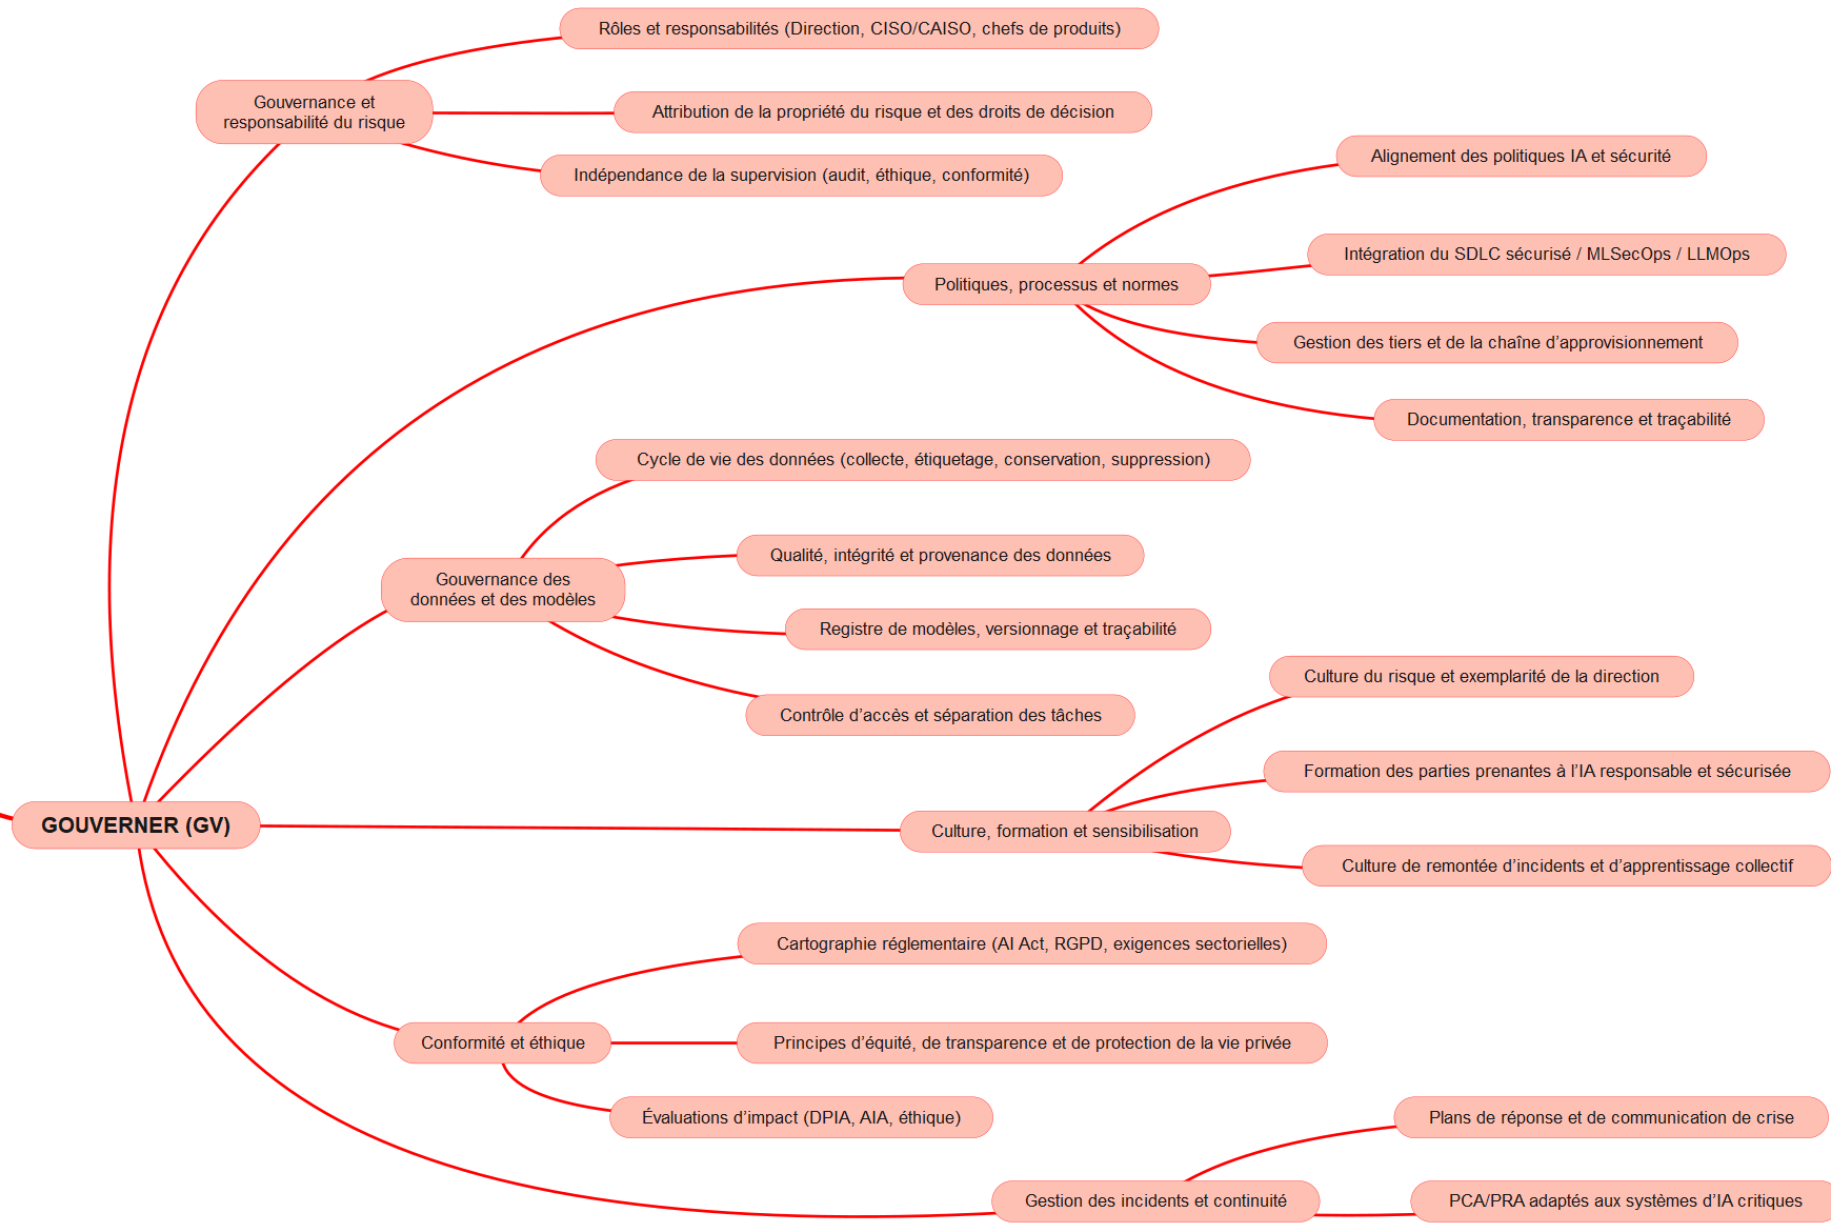 Rôles et responsabilités (Direction, CISO/CAISO, chefs de produits)
Gouvernance et
responsabilité du risque
Attribution de la propriété du risque et des droits de décision
Indépendance de la supervision (audit, éthique, conformité)
Alignement des politiques IA et sécurité
Intégration du SDLC sécurisé / MLSecOps / LLMOps
Politiques, processus et normes
Gestion des tiers et de la chaîne d’approvisionnement
Documentation, transparence et traçabilité
Cycle de vie des données (collecte, étiquetage, conservation, suppression)
Qualité, intégrité et provenance des données
Gouvernance des
données et des modèles
Registre de modèles, versionnage et traçabilité
Contrôle d’accès et séparation des tâches
Culture du risque et exemplarité de la direction
Formation des parties prenantes à l’IA responsable et sécurisée
GOUVERNER (GV)
Culture, formation et sensibilisation
Culture de remontée d’incidents et d’apprentissage collectif
Cartographie réglementaire (AI Act, RGPD, exigences sectorielles)
Conformité et éthique
Principes d’équité, de transparence et de protection de la vie privée
Évaluations d’impact (DPIA, AIA, éthique)
Plans de réponse et de communication de crise
Gestion des incidents et continuité
PCA/PRA adaptés aux systèmes d’IA critiques